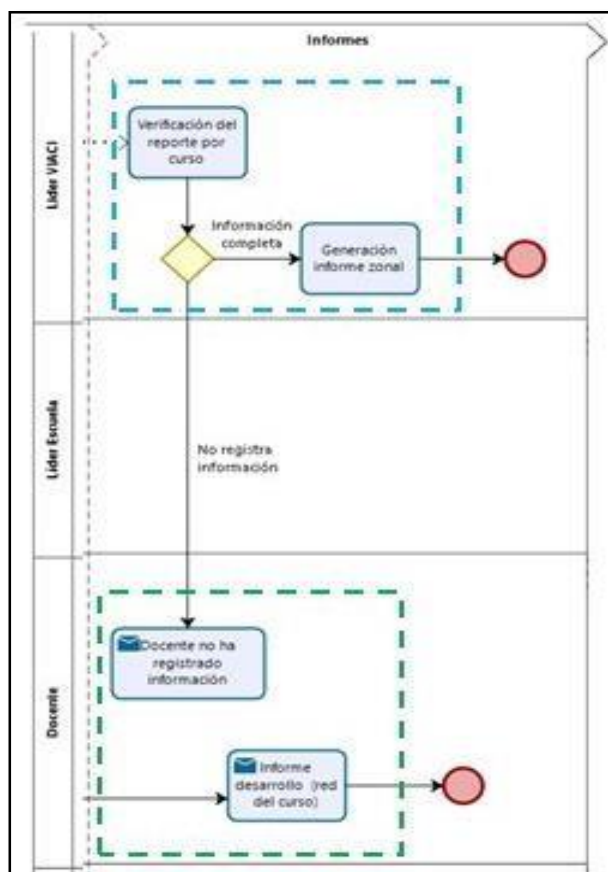 Informes
Líder VIACI
Verificación del
reporte por
curso
Información
completa
Generación
informe zonal
Líder Escuela
No registra
información
Docente
Docente no ha
registrado
información
Informe
desarrollo (red
del curso)